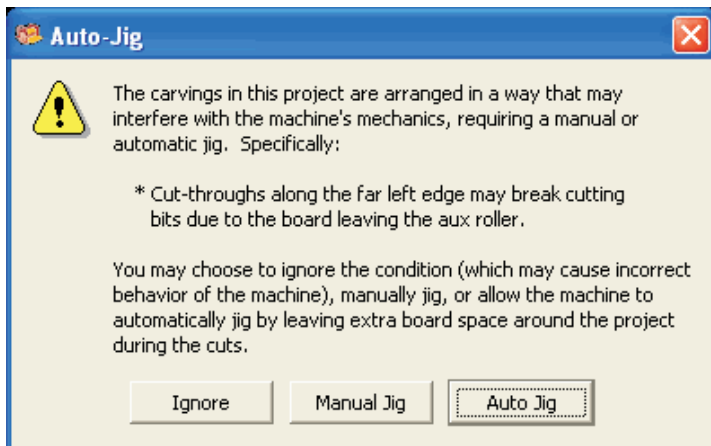 Auto-Jig
The carvings in this project are arranged in a way that may
interfere with the machine's mechanics, requiring a manual or
automatic jig.  Specifically:
* Cut-throughs along the far left edge may break cutting
bits due to the board leaving the aux roller.
You may choose to ignore the condition (which may cause incorrect
behavior of the machine), manually jig, or allow the machine to
automatically jig by leaving extra board space around the project
during the cuts.
Ignore
Manual Jig
Auto Jig